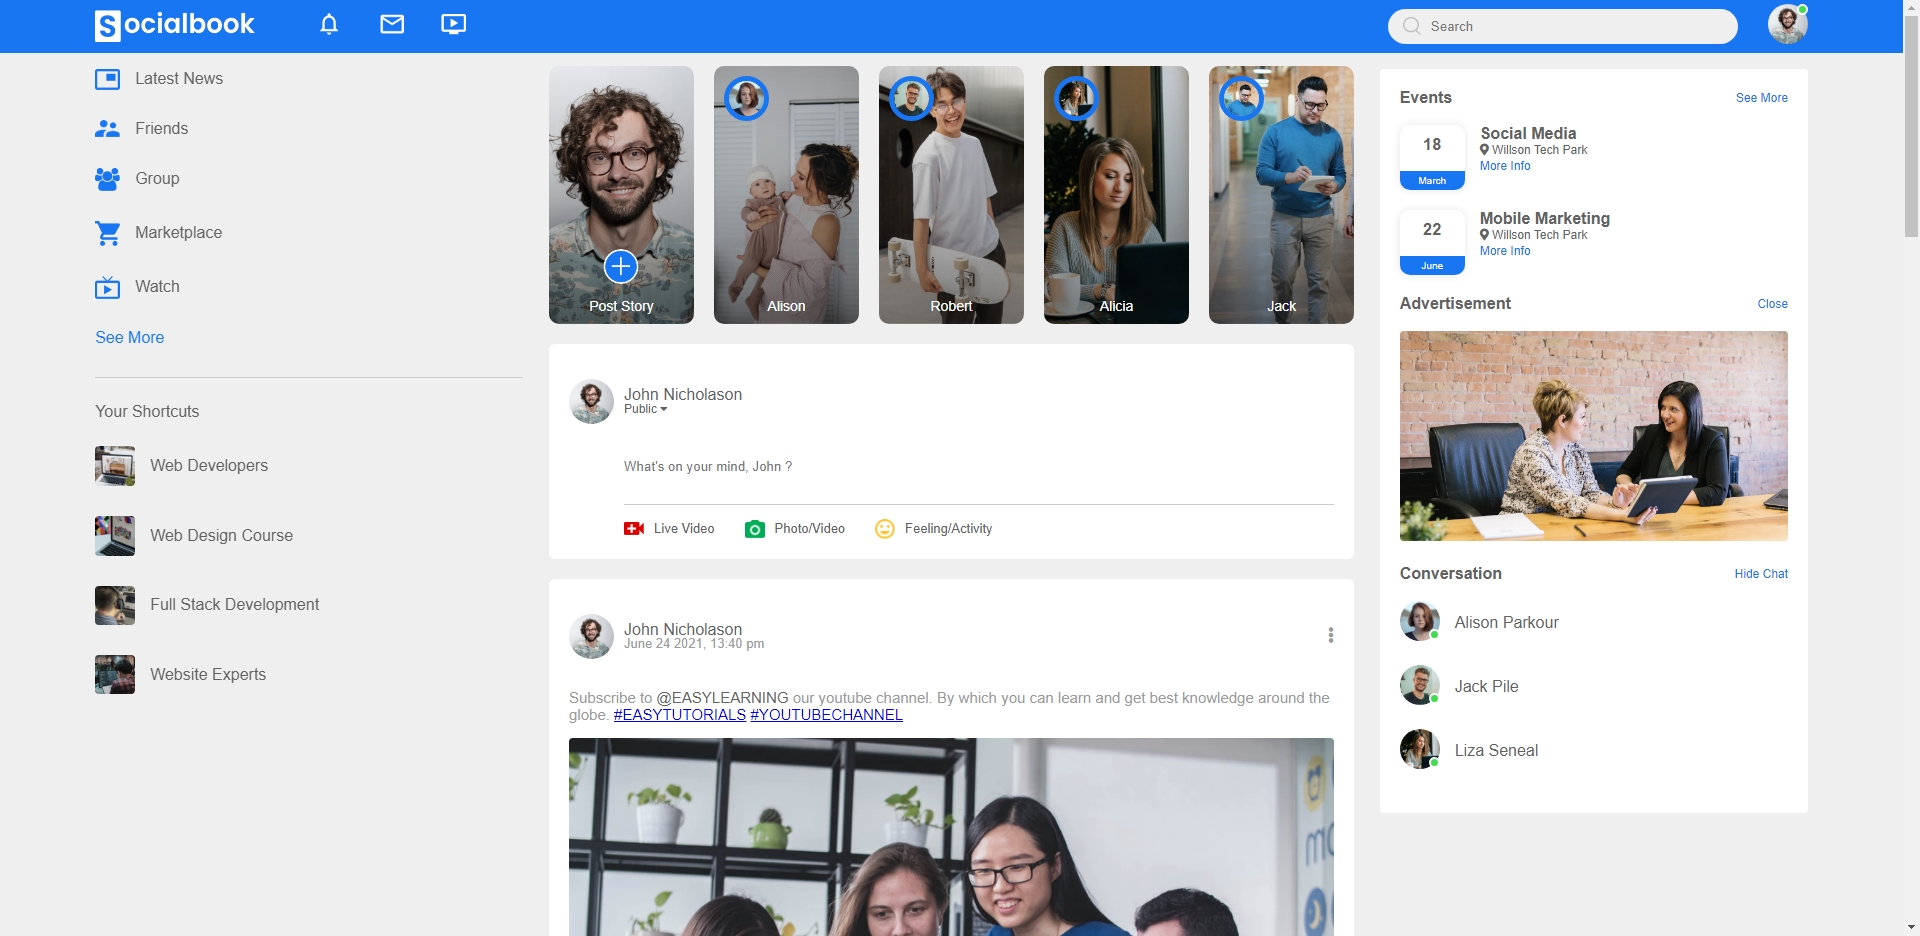 Socialbook
Search
Latest News
Friends
Group
Marketplace
Watch
See More
Your Shortcuts
Web Developers
Web Design Course
Full Stack Development
Website Experts
Post Story
Alison
Robert
Alicia
Jack
John Nicholason
Public
What's on your mind, John ?
Live Video
Photo/Video
Feeling/Activity
John Nicholason
June 24 2021, 13:40 pm
Subscribe to @EASYLEARNING our youtube channel. By which you can learn and get best knowledge around the
globe. #EASYTUTORIALS #YOUTUBECHANNEL
Events
See More
18
March
Social Media
Willson Tech Park
More Info
22
June
Mobile Marketing
Willson Tech Park
More Info
Advertisement
Close
Conversation
Hide Chat
Alison Parkour
Jack Pile
Liza Seneal